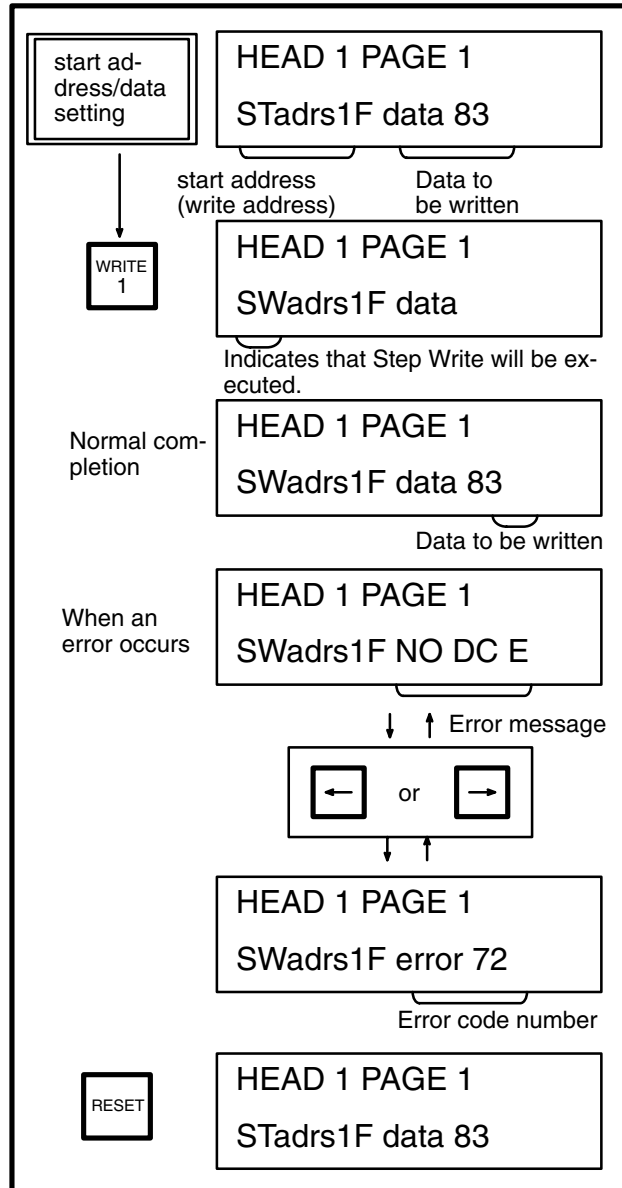 start ad-
dress/data
setting
HEAD 1 PAGE 1
STadrs1F data 83
start address
(write address)
Data to
be written
WRITE
1
HEAD 1 PAGE 1
SWadrs1F data
Indicates that Step Write will be ex-
ecuted.
Normal com-
pletion
HEAD 1 PAGE 1
SWadrs1F data 83
Data to be written
When an
error occurs
HEAD 1 PAGE 1
SWadrs1F NO DC E
Error message
or
HEAD 1 PAGE 1
SWadrs1F error 72
Error code number
RESET
HEAD 1 PAGE 1
STadrs1F data 83